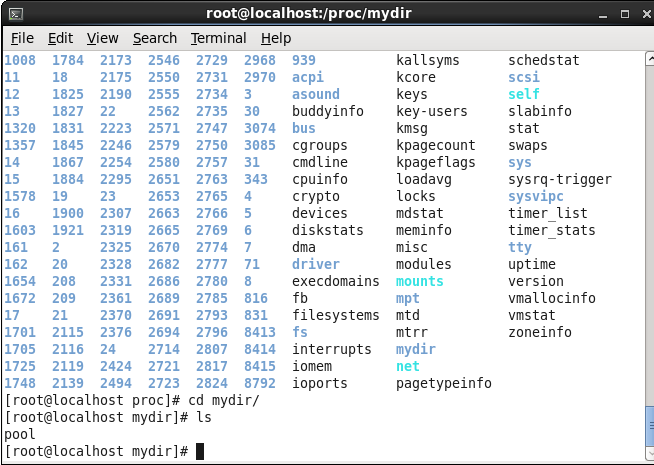 root@localhost:/proc/mydir
File Edit View Search Terminal Help
1008 1784 2173 2546 2729 2968 939 kallsyms schedstat
11 18 2175 2550 2731 2970 acpi kcore scsi
12 1825 2190 2555 2734 3 asound keys self
13 1827 22 2562 2735 30 buddyinfo key-users slabinfo
1320 1831 2223 2571 2747 3074 bus kmsg stat
1357 1845 2246 2579 2750 3085 cgroups kpagecount swaps
14 1867 2254 2580 2757 31 cmdline kpageflags sys
15 1884 2295 2651 2763 343 cpuinfo loadavg sysrq-trigger
1578 19 23 2653 2765 4 crypto locks sysvipc
16 1900 2307 2663 2766 5 devices mdstat timer_list
1603 1921 2319 2665 2769 6 diskstats meminfo timer_stats
161 2 2325 2670 2774 7 dma misc tty
162 20 2328 2682 2777 71 driver modules uptime
1654 208 2331 2686 2780 8 execdomains mounts version
1672 209 2361 2689 2785 816 fb mpt vmallocinfo
17 21 2370 2691 2793 831 filesystems mtd vmstat
1701 2115 2376 2694 2796 8413 fs mtrr zoneinfo
1705 2116 24 2714 2807 8414 interrupts mydir
1725 2119 2424 2721 2817 8415 iomem net
1748 2139 2494 2723 2824 8792 ioports pagetypeinfo
[root@localhost proc]# cd mydir/
[root@localhost mydir]# ls
pool
[root@localhost mydir]#